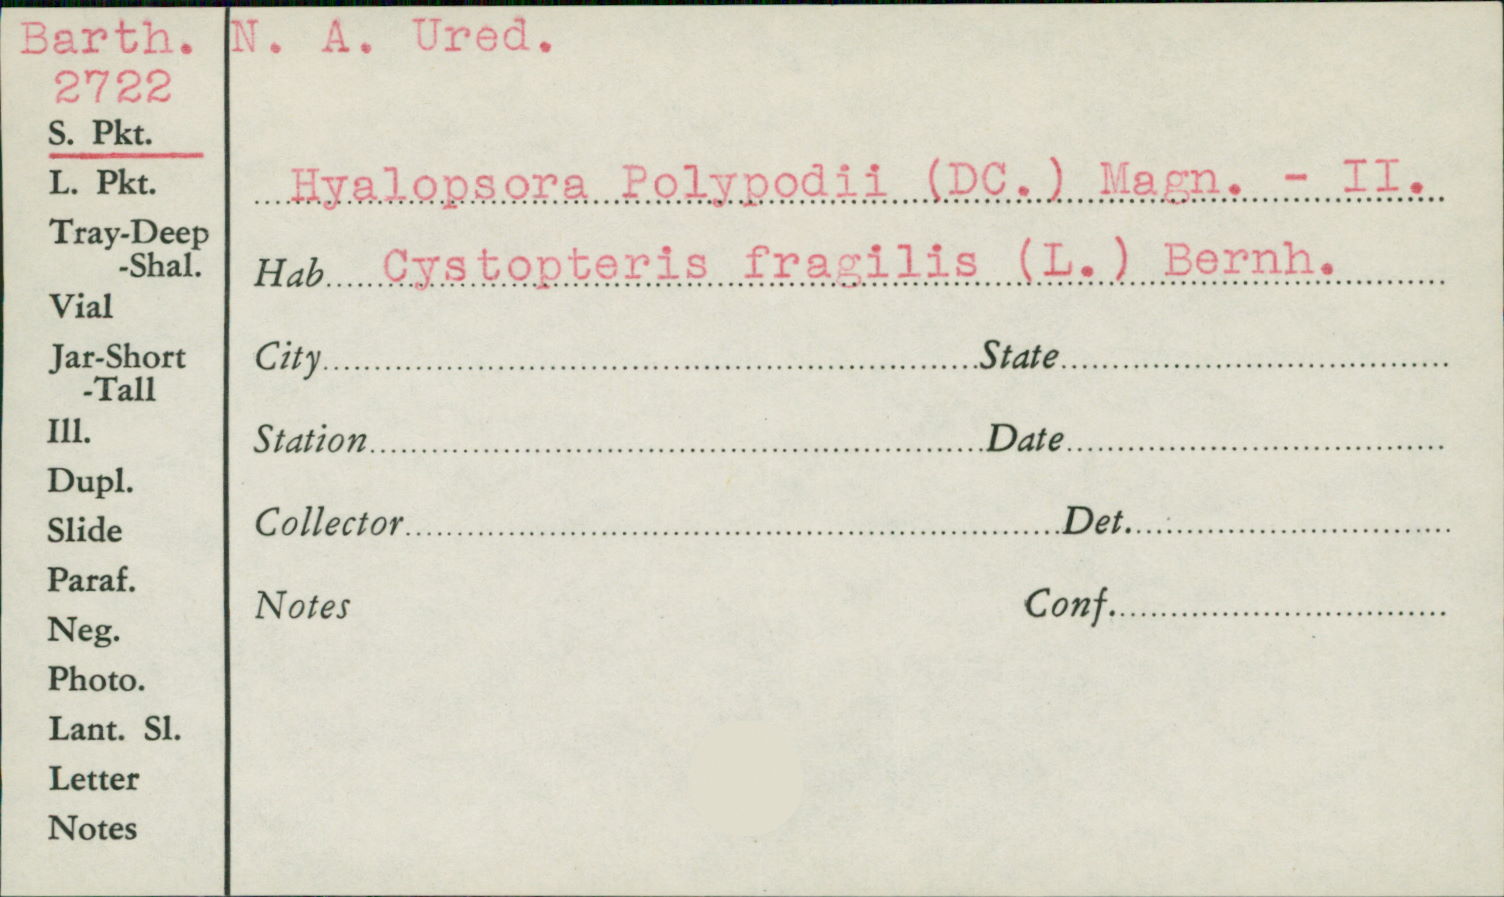 Barth. N. A. Ured.
2722
S. Pkt.
L. Pkt.
Tray-Deep
-Shal.
Vial
Jar-Short
-Tall
Ill.
Dupl.
Slide
Paraf.
Neg.
Photo.
Lant. Sl.
Letter
Notes
Hyalopsora Polypodii (DC.) Magn. - II.
Hab. Cystopteris fragilis (L.) Bernh.
City State
Station Date
Collector Det.
Notes Conf.